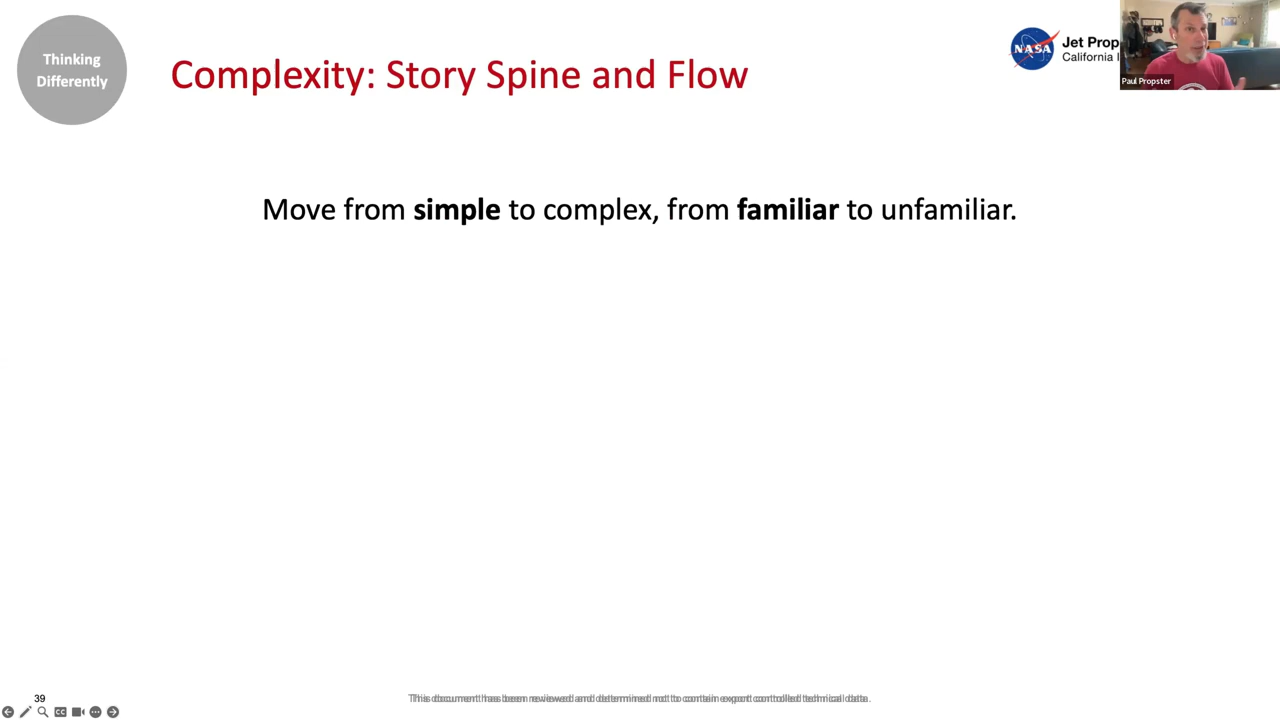 Thinking
Differently
Complexity: Story Spine and Flow
NASA
Jet Prop
California I
Paul Propster
Move from simple to complex, from familiar to unfamiliar.
39
This document has been reviewed and determined not to contain export controlled technical data.
CC